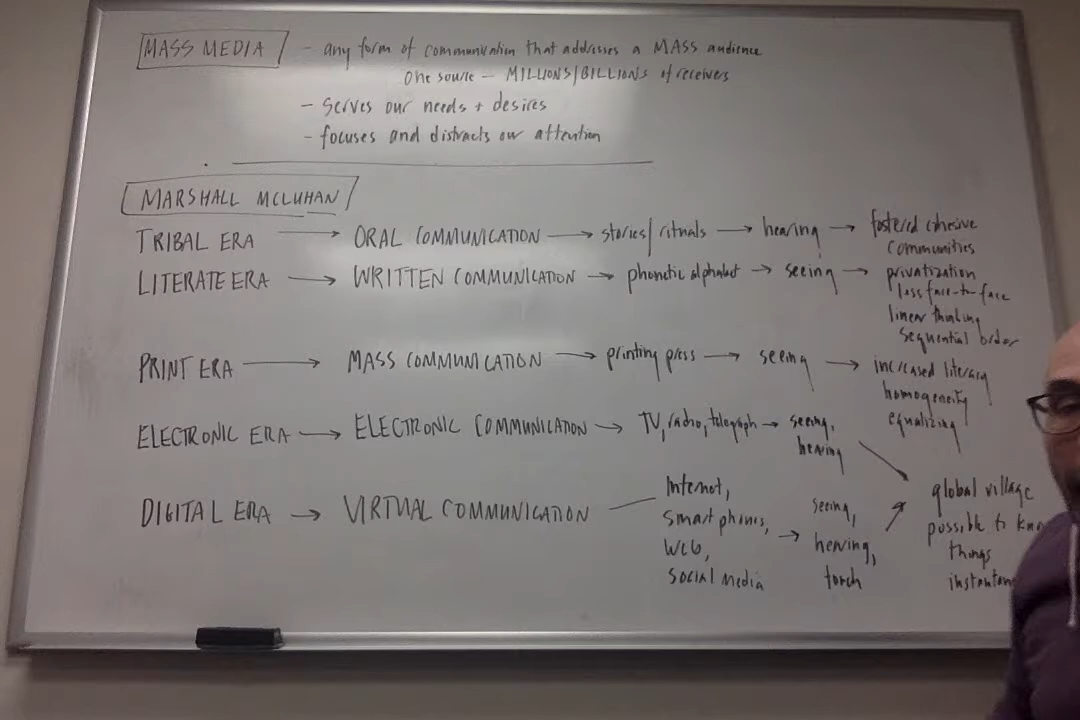 MASS MEDIA - any form of communication that addresses a MASS audience
One source - MILLIONS/BILLIONS of receivers
- serves our needs + desires
- focuses and distracts our attention
MARSHALL MCLUHAN
TRIBAL ERA → ORAL COMMUNICATION → stories/rituals → hearing → fostered cohesive
communities
LITERATE ERA → WRITTEN COMMUNICATION → phonetic alphabet → seeing → privatization
less face-to-face
linear thinking
sequential order
PRINT ERA → MASS COMMUNICATION → printing press → seeing → increased literacy
homogeneity
equalizing
ELECTRONIC ERA → ELECTRONIC COMMUNICATION → TV, radio, telegraph → seeing,
hearing
DIGITAL ERA → VIRTUAL COMMUNICATION — Internet,
smart phones,
Web,
social media
→ seeing,
hearing,
touch
global village
possible to
things